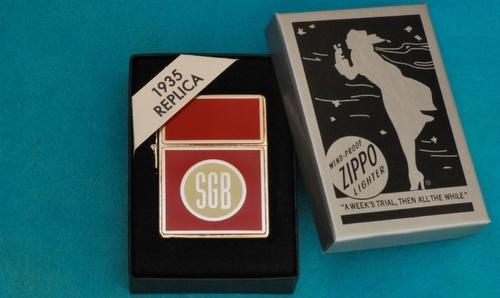 1935
REPLICA
SGB
WIND-PROOF
ZIPPO
LIGHTER
®
"A WEEK'S TRIAL, THEN ALL THE WHILE"